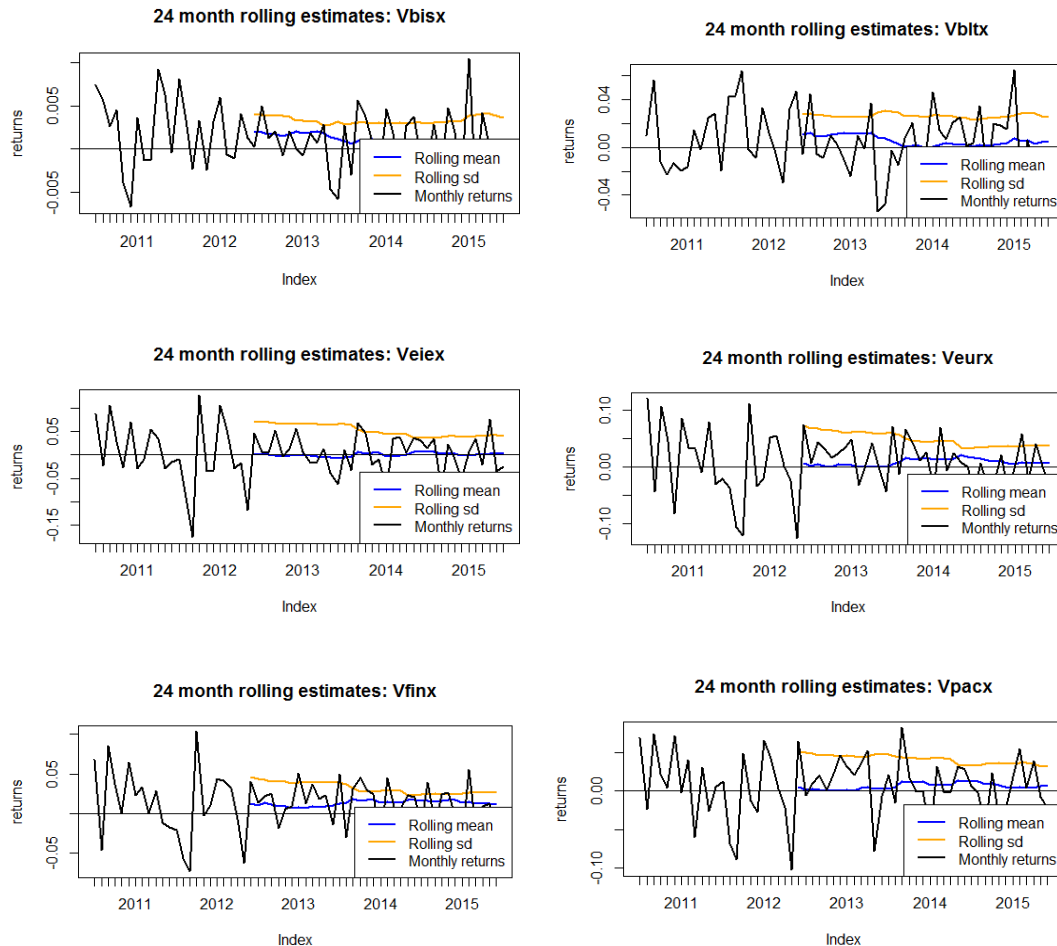 24 month rolling estimates: Vbisx
returns
0.005
-0.005
Rolling mean
Rolling sd
Monthly returns
2011 2012 2013 2014 2015
Index
24 month rolling estimates: Vbltx
returns
0.04
0.00
-0.04
Rolling mean
Rolling sd
Monthly returns
2011 2012 2013 2014 2015
Index
24 month rolling estimates: Veiex
returns
0.05
-0.05
-0.15
Rolling mean
Rolling sd
Monthly returns
2011 2012 2013 2014 2015
Index
24 month rolling estimates: Veurx
returns
0.10
0.00
-0.10
Rolling mean
Rolling sd
Monthly returns
2011 2012 2013 2014 2015
Index
24 month rolling estimates: Vfinx
returns
0.05
-0.05
Rolling mean
Rolling sd
Monthly returns
2011 2012 2013 2014 2015
Index
24 month rolling estimates: Vpacx
returns
0.00
-0.10
Rolling mean
Rolling sd
Monthly returns
2011 2012 2013 2014 2015
Index